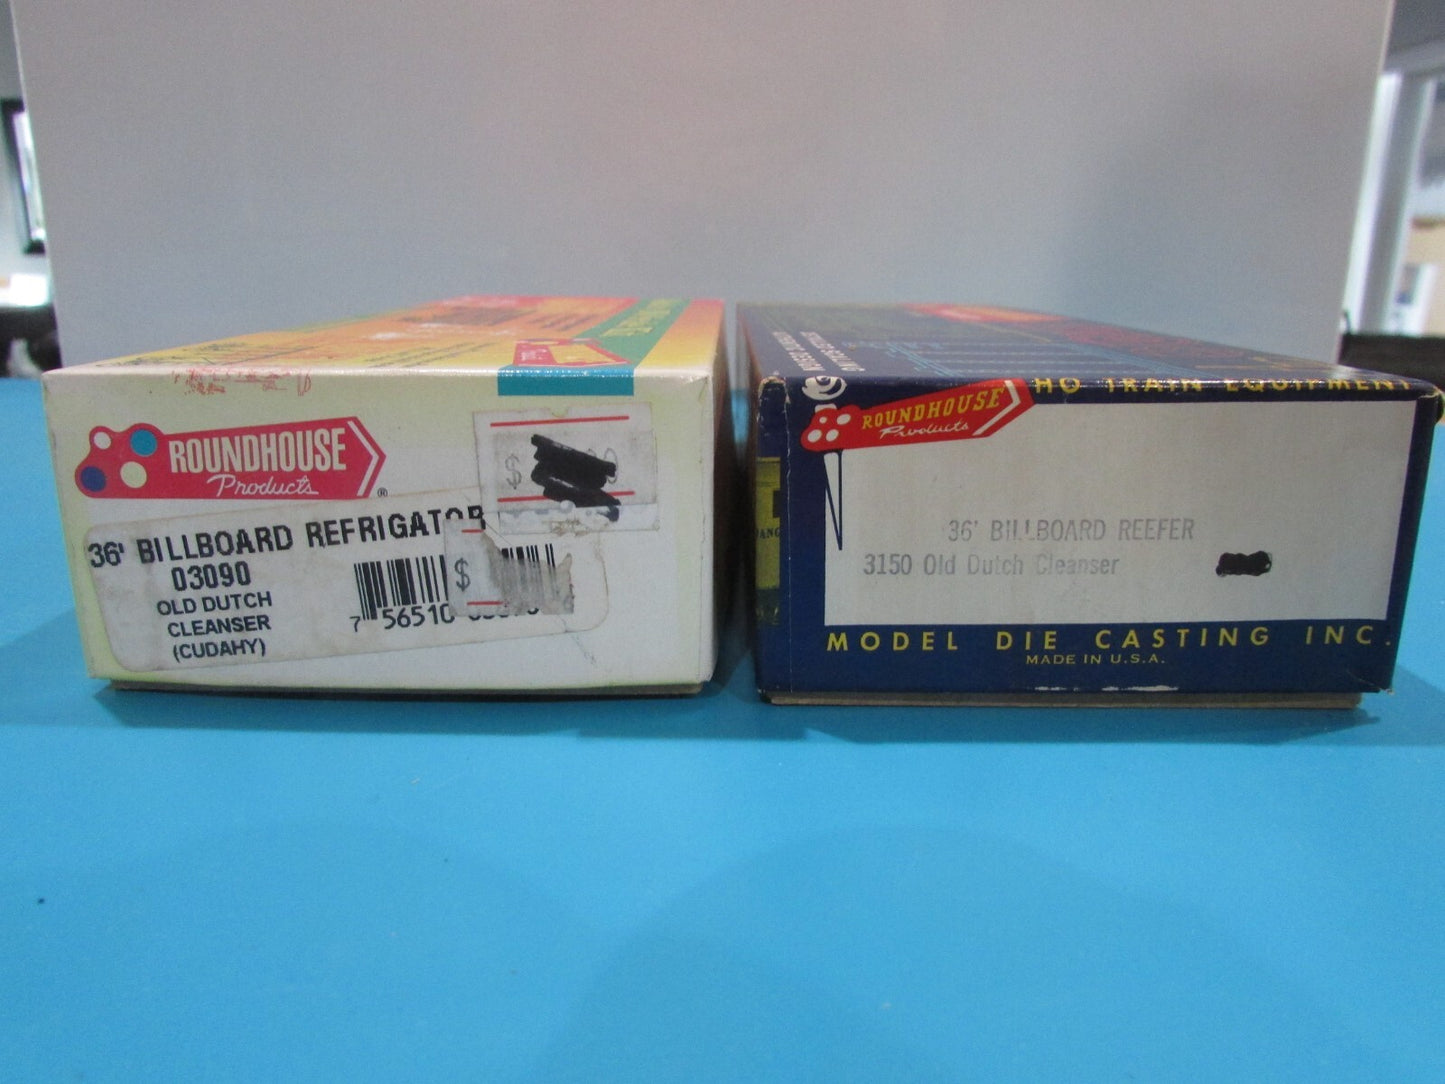 ROUNDHOUSE
Products
®
$
36' BILLBOARD REFRIGATOR
03090
OLD DUTCH
CLEANSER
(CUDAHY)
$
7 56510
HO TRAIN EQUIPMENT
ROUNDHOUSE
Products
36' BILLBOARD REEFER
3150 Old Dutch Cleanser
MODEL DIE CASTING INC.
MADE IN U.S.A.